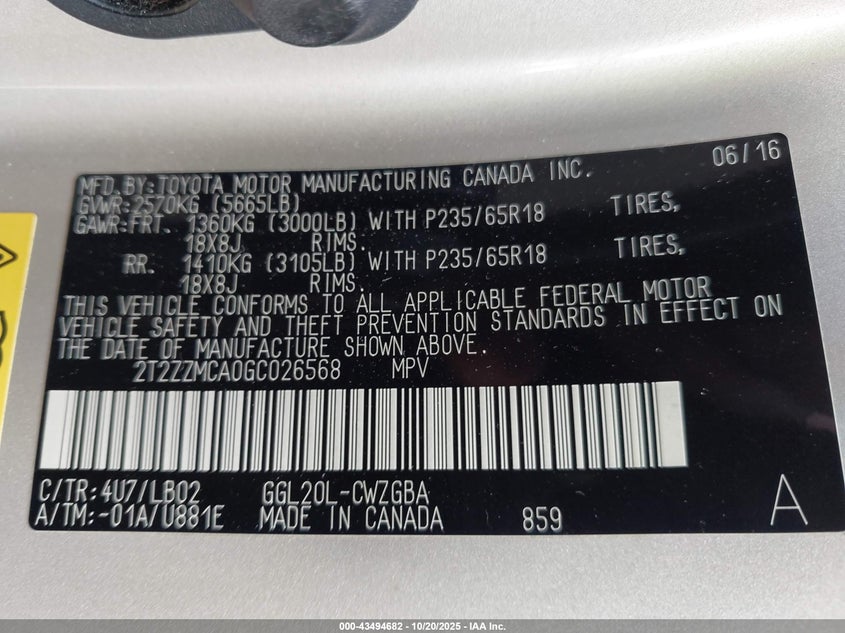 06/16
MFD.BY:TOYOTA MOTOR MANUFACTURING CANADA INC.
GVWR:2570KG (5665LB)
GAWR:FRT. 1360KG (3000LB) WITH P235/65R18 TIRES,
18X8J RIMS.
RR. 1410KG (3105LB) WITH P235/65R18 TIRES,
18X8J RIMS.
THIS VEHICLE CONFORMS TO ALL APPLICABLE FEDERAL MOTOR
VEHICLE SAFETY AND THEFT PREVENTION STANDARDS IN EFFECT ON
THE DATE OF MANUFACTURE SHOWN ABOVE.
2T2ZZMCA0GC026568 MPV
C/TR:4U7/LB02 GGL20L-CWZGBA
A/TM:-01A/U881E MADE IN CANADA 859 A
000-43494682 - 10/20/2025 - IAA Inc.